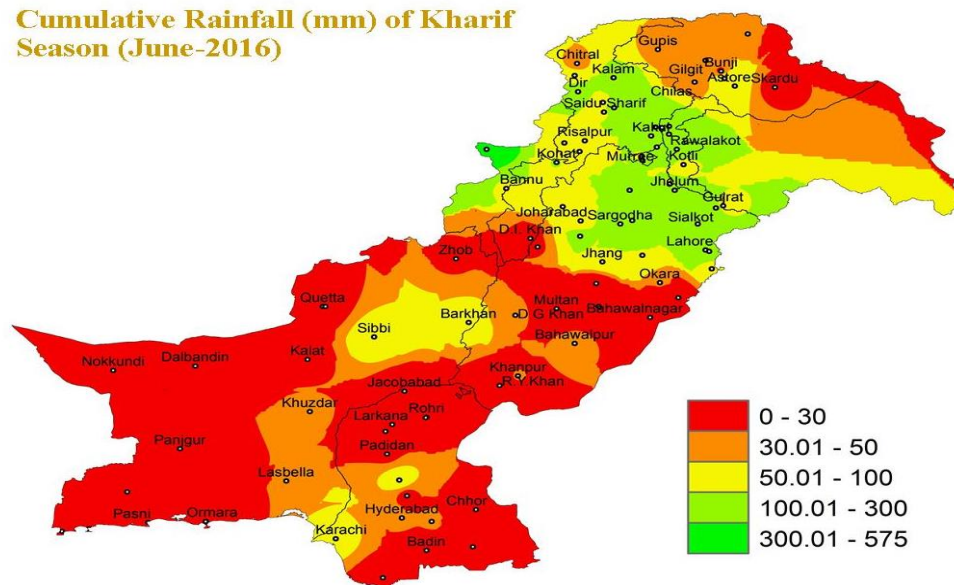 Cumulative Rainfall (mm) of Kharif
Season (June-2016)
Gupis
Chitral
Bunji
Kalam
Gilgit
Astore
Skardu
Dir
Chilas
Saidu Sharif
Kakul
Risalpur
Rawalakot
Kohat
Murree
Kotli
Bannu
Jhelum
Gujrat
Joharabad
Sargodha
Sialkot
D.I. Khan
Zhob
Lahore
Jhang
Okara
Quetta
Multan
Bahawalnagar
Barkhan
D G Khan
Sibbi
Bahawalpur
Nokkundi
Dalbandin
Kalat
Khanpur
R.Y.Khan
Jacobabad
Khuzdar
Rohri
Larkana
Panjgur
Padidan
Lasbella
Chhor
Hyderabad
Pasni
Ormara
Karachi
Badin
0 - 30
30.01 - 50
50.01 - 100
100.01 - 300
300.01 - 575